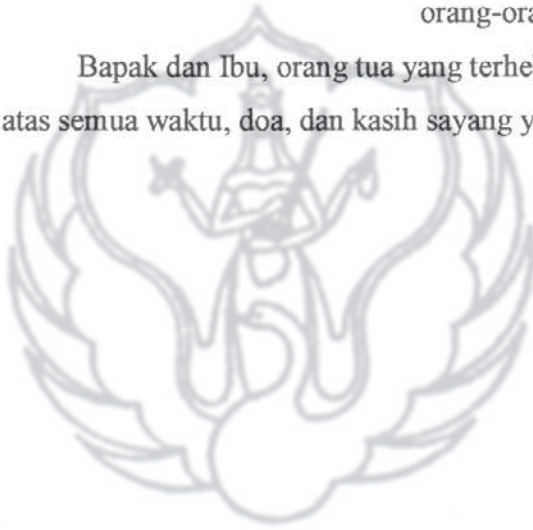 orang-ora
Bapak dan Ibu, orang tua yang terhe
atas semua waktu, doa, dan kasih sayang y